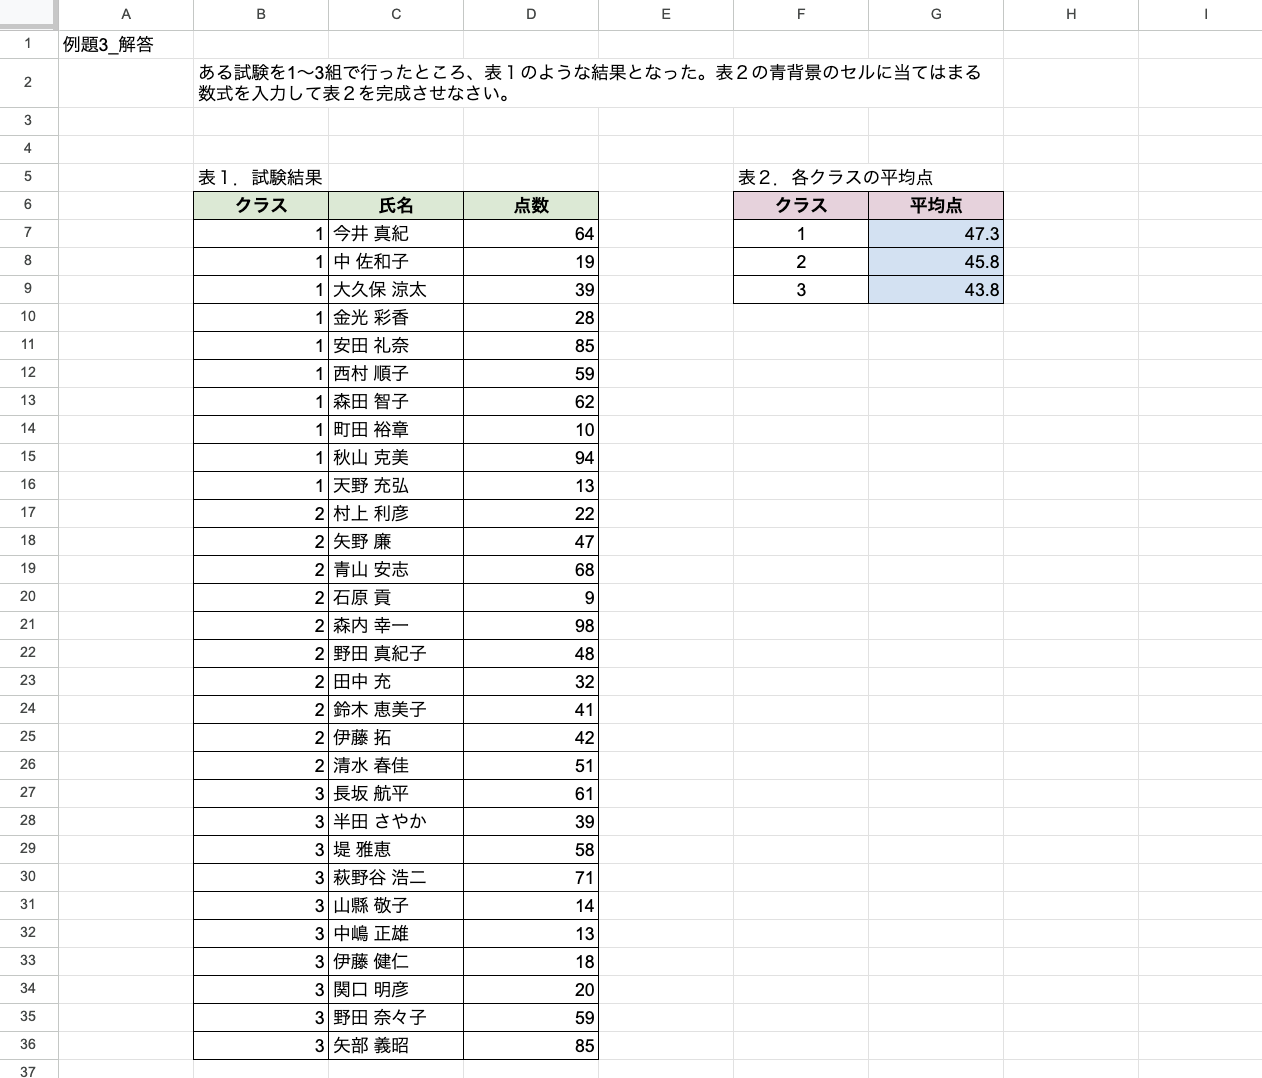 A B C D E F G H I
1 例題3_解答
2 ある試験を1〜3組で行ったところ、表１のような結果となった。表２の青背景のセルに当てはまる
数式を入力して表２を完成させなさい。
3
4
5 表１．試験結果 表２．各クラスの平均点
6 クラス 氏名 点数 クラス 平均点
7 1 今井 真紀 64 1 47.3
8 1 中 佐和子 19 2 45.8
9 1 大久保 涼太 39 3 43.8
10 1 金光 彩香 28
11 1 安田 礼奈 85
12 1 西村 順子 59
13 1 森田 智子 62
14 1 町田 裕章 10
15 1 秋山 克美 94
16 1 天野 充弘 13
17 2 村上 利彦 22
18 2 矢野 廉 47
19 2 青山 安志 68
20 2 石原 貢 9
21 2 森内 幸一 98
22 2 野田 真紀子 48
23 2 田中 充 32
24 2 鈴木 恵美子 41
25 2 伊藤 拓 42
26 2 清水 春佳 51
27 3 長坂 航平 61
28 3 半田 さやか 39
29 3 堤 雅恵 58
30 3 萩野谷 浩二 71
31 3 山縣 敬子 14
32 3 中嶋 正雄 13
33 3 伊藤 健仁 18
34 3 関口 明彦 20
35 3 野田 奈々子 59
36 3 矢部 義昭 85
37